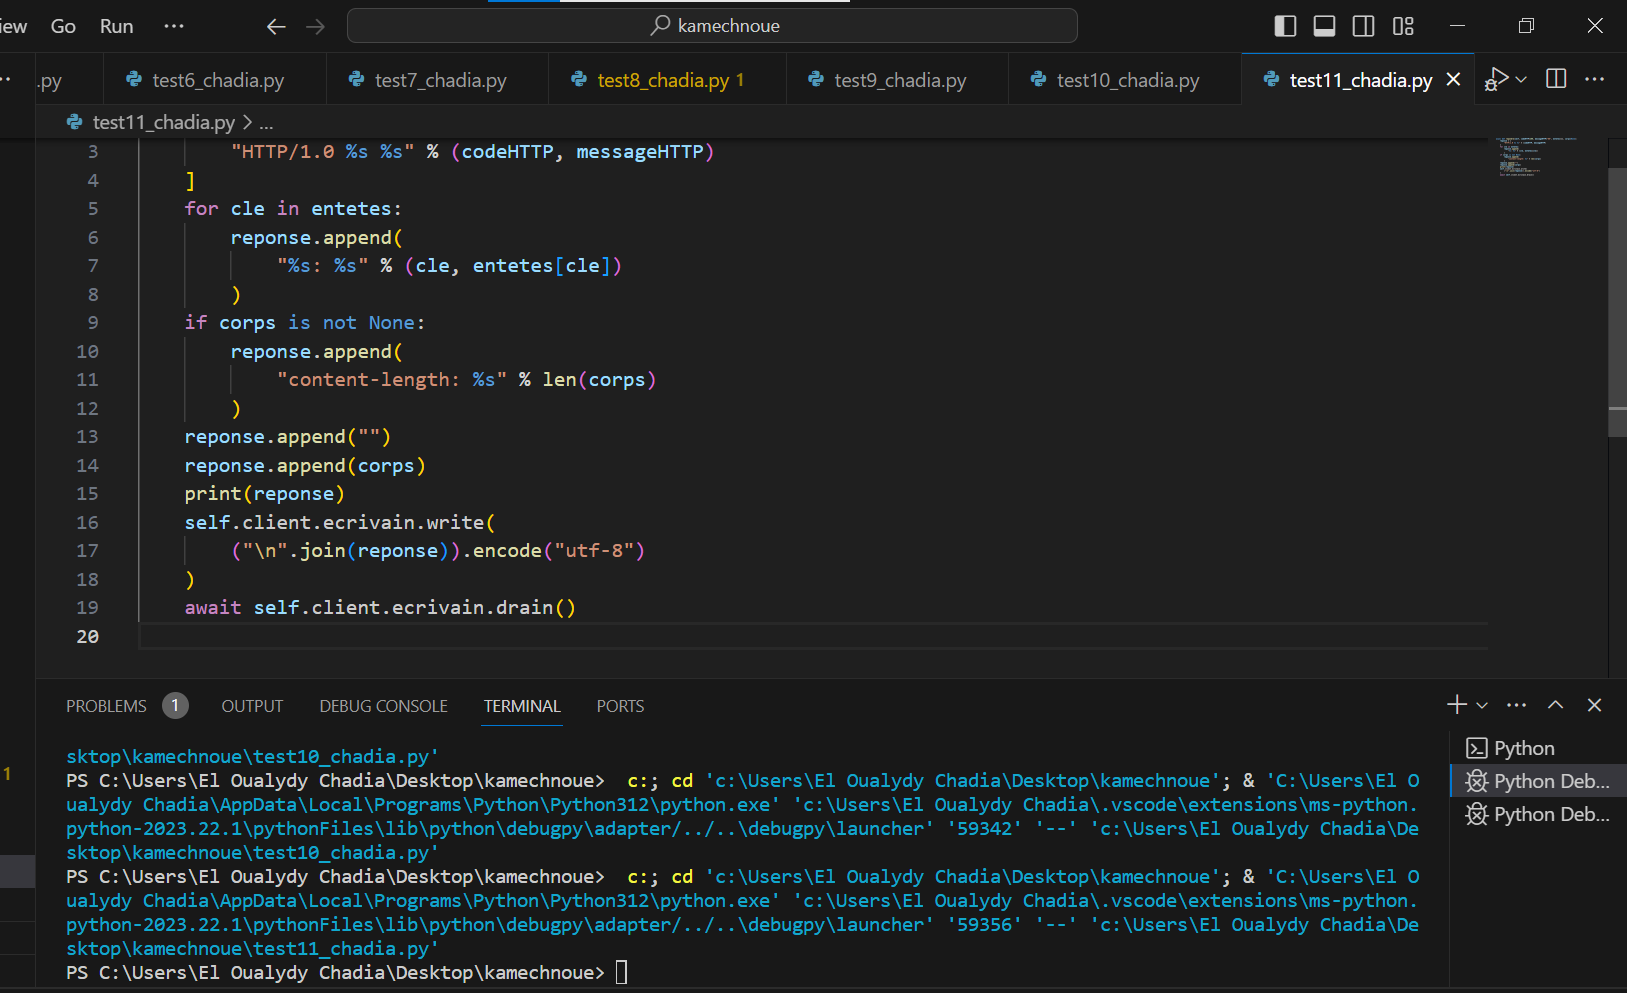 iew Go Run ··· kamechnoue
.py test6_chadia.py test7_chadia.py test8_chadia.py 1 test9_chadia.py test10_chadia.py test11_chadia.py
test11_chadia.py > ...
3 "HTTP/1.0 %s %s" % (codeHTTP, messageHTTP)
4 ]
5 for cle in entetes:
6 reponse.append(
7 "%s: %s" % (cle, entetes[cle])
8 )
9 if corps is not None:
10 reponse.append(
11 "content-length: %s" % len(corps)
12 )
13 reponse.append("")
14 reponse.append(corps)
15 print(reponse)
16 self.client.ecrivain.write(
17 ("\n".join(reponse)).encode("utf-8")
18 )
19 await self.client.ecrivain.drain()
20
PROBLEMS 1 OUTPUT DEBUG CONSOLE TERMINAL PORTS
sktop\kamechnoue\test10_chadia.py'
PS C:\Users\El Oualydy Chadia\Desktop\kamechnoue>  c:; cd 'c:\Users\El Oualydy Chadia\Desktop\kamechnoue'; & 'C:\Users\El O
ualydy Chadia\AppData\Local\Programs\Python\Python312\python.exe' 'c:\Users\El Oualydy Chadia\.vscode\extensions\ms-python.
python-2023.22.1\pythonFiles\lib\python\debugpy\adapter/../..\debugpy\launcher' '59342' '--' 'c:\Users\El Oualydy Chadia\De
sktop\kamechnoue\test10_chadia.py'
PS C:\Users\El Oualydy Chadia\Desktop\kamechnoue>  c:; cd 'c:\Users\El Oualydy Chadia\Desktop\kamechnoue'; & 'C:\Users\El O
ualydy Chadia\AppData\Local\Programs\Python\Python312\python.exe' 'c:\Users\El Oualydy Chadia\.vscode\extensions\ms-python.
python-2023.22.1\pythonFiles\lib\python\debugpy\adapter/../..\debugpy\launcher' '59356' '--' 'c:\Users\El Oualydy Chadia\De
sktop\kamechnoue\test11_chadia.py'
PS C:\Users\El Oualydy Chadia\Desktop\kamechnoue>
1
Python
Python Deb...
Python Deb...